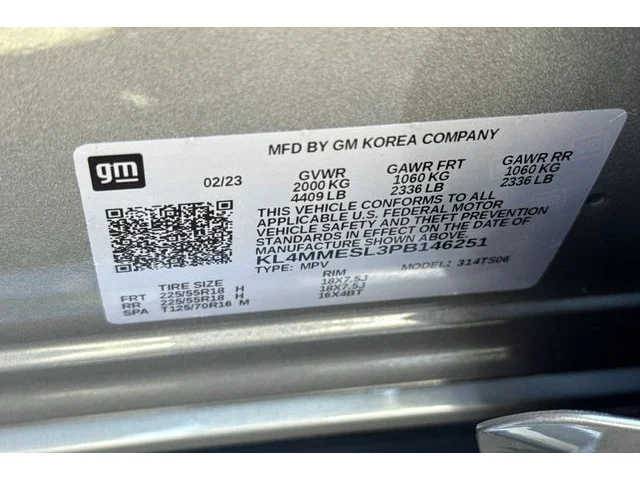 MFD BY GM KOREA COMPANY
gm
02/23 GVWR GAWR FRT GAWR RR
2000 KG 1060 KG 1060 KG
4409 LB 2336 LB 2336 LB
THIS VEHICLE CONFORMS TO ALL
APPLICABLE U.S. FEDERAL MOTOR
VEHICLE SAFETY AND THEFT PREVENTION
STANDARDS IN EFFECT ON THE DATE OF
MANUFACTURE SHOWN ABOVE.
KL4MMESL3PB146251
TYPE: MPV MODEL: 314TS06
TIRE SIZE RIM
FRT 225/55R18 H 18X7.5J
RR 225/55R18 H 18X7.5J
SPA T125/70R16 M 16X4BT